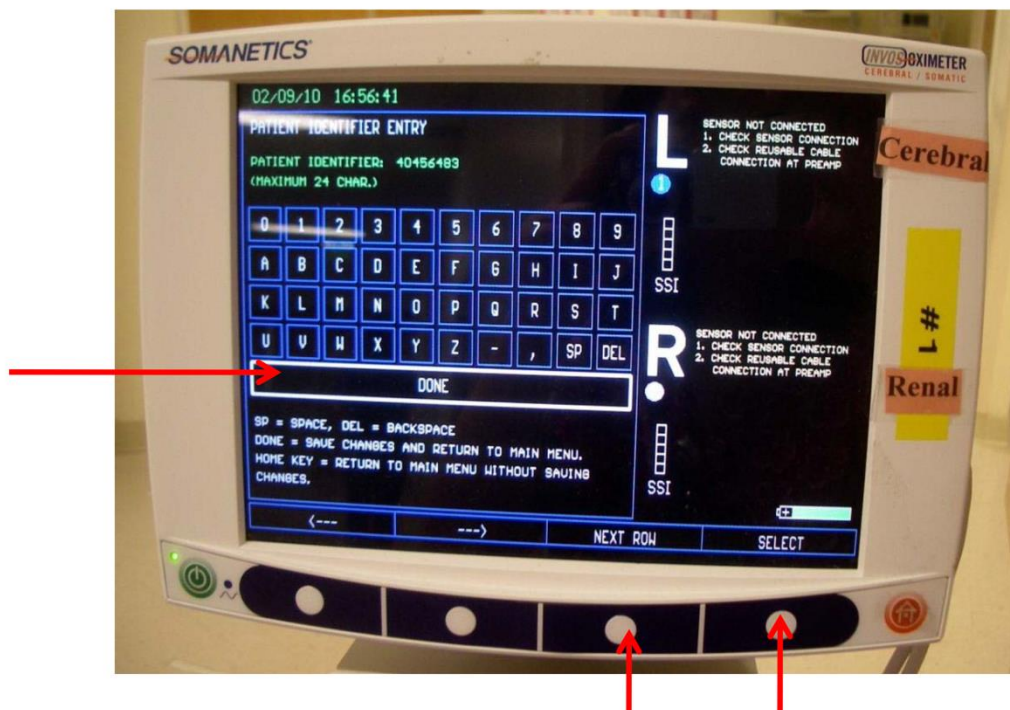 SOMANETICS
INVOS OXIMETER
CEREBRAL / SOMATIC
02/09/10 16:56:41
PATIENT IDENTIFIER ENTRY
PATIENT IDENTIFIER: 40456483
(MAXIMUM 24 CHAR.)
0 1 2 3 4 5 6 7 8 9
A B C D E F G H I J
K L M N O P Q R S T
U V W X Y Z - , SP DEL
DONE
SP = SPACE, DEL = BACKSPACE
DONE = SAVE CHANGES AND RETURN TO MAIN MENU.
HOME KEY = RETURN TO MAIN MENU WITHOUT SAVING
CHANGES.
<--- ---> NEXT ROW SELECT
L
1
SENSOR NOT CONNECTED
1. CHECK SENSOR CONNECTION
2. CHECK REUSABLE CABLE
CONNECTION AT PREAMP
SSI
R
SENSOR NOT CONNECTED
1. CHECK SENSOR CONNECTION
2. CHECK REUSABLE CABLE
CONNECTION AT PREAMP
SSI
Cerebral
#1
Renal